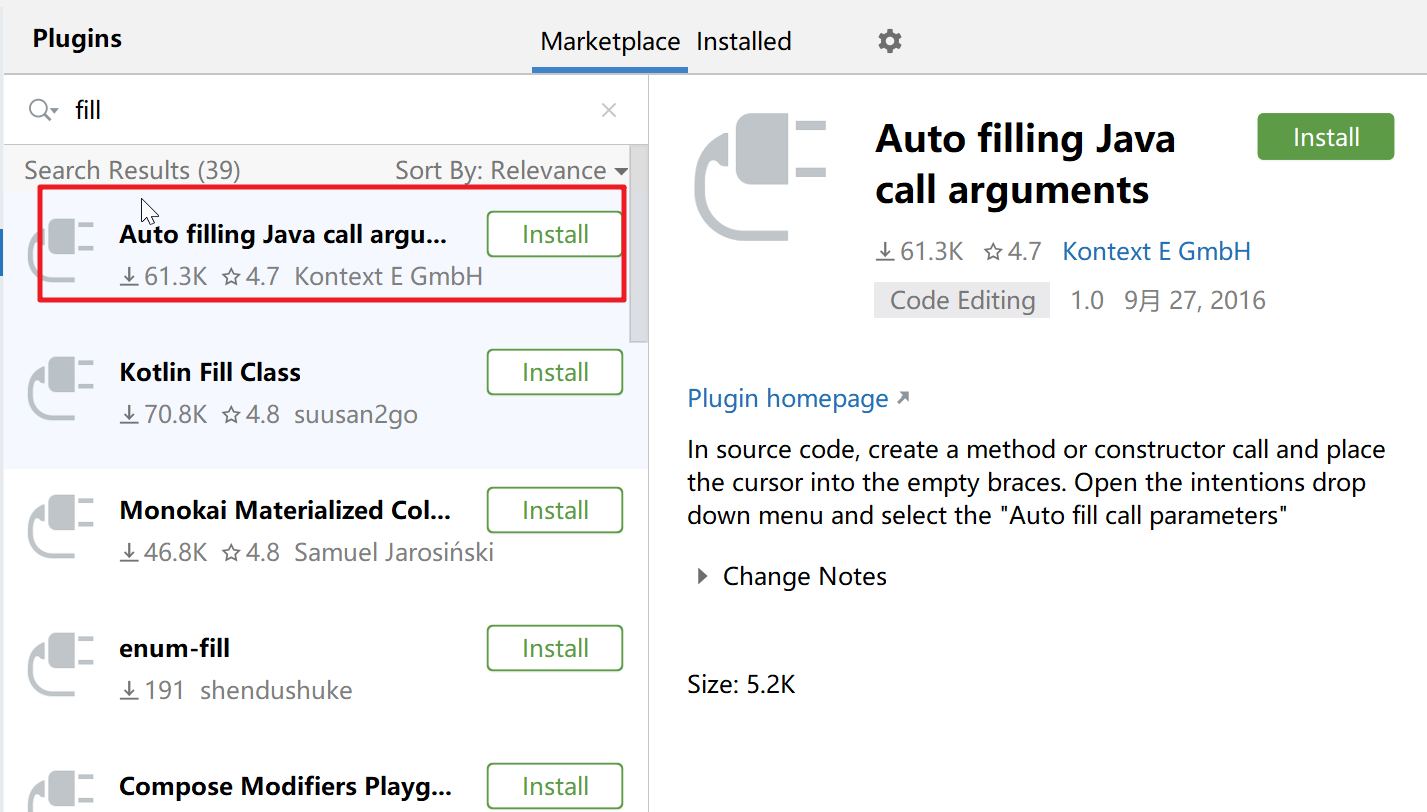 Plugins
Marketplace Installed
fill
Search Results (39) Sort By: Relevance
Auto filling Java call argu... Install
61.3K 4.7 Kontext E GmbH
Kotlin Fill Class Install
70.8K 4.8 suusan2go
Monokai Materialized Col... Install
46.8K 4.8 Samuel Jarosiński
enum-fill Install
191 shendushuke
Compose Modifiers Playg... Install
Auto filling Java
call arguments
Install
61.3K 4.7 Kontext E GmbH
Code Editing 1.0 9月 27, 2016
Plugin homepage
In source code, create a method or constructor call and place
the cursor into the empty braces. Open the intentions drop
down menu and select the "Auto fill call parameters"
Change Notes
Size: 5.2K